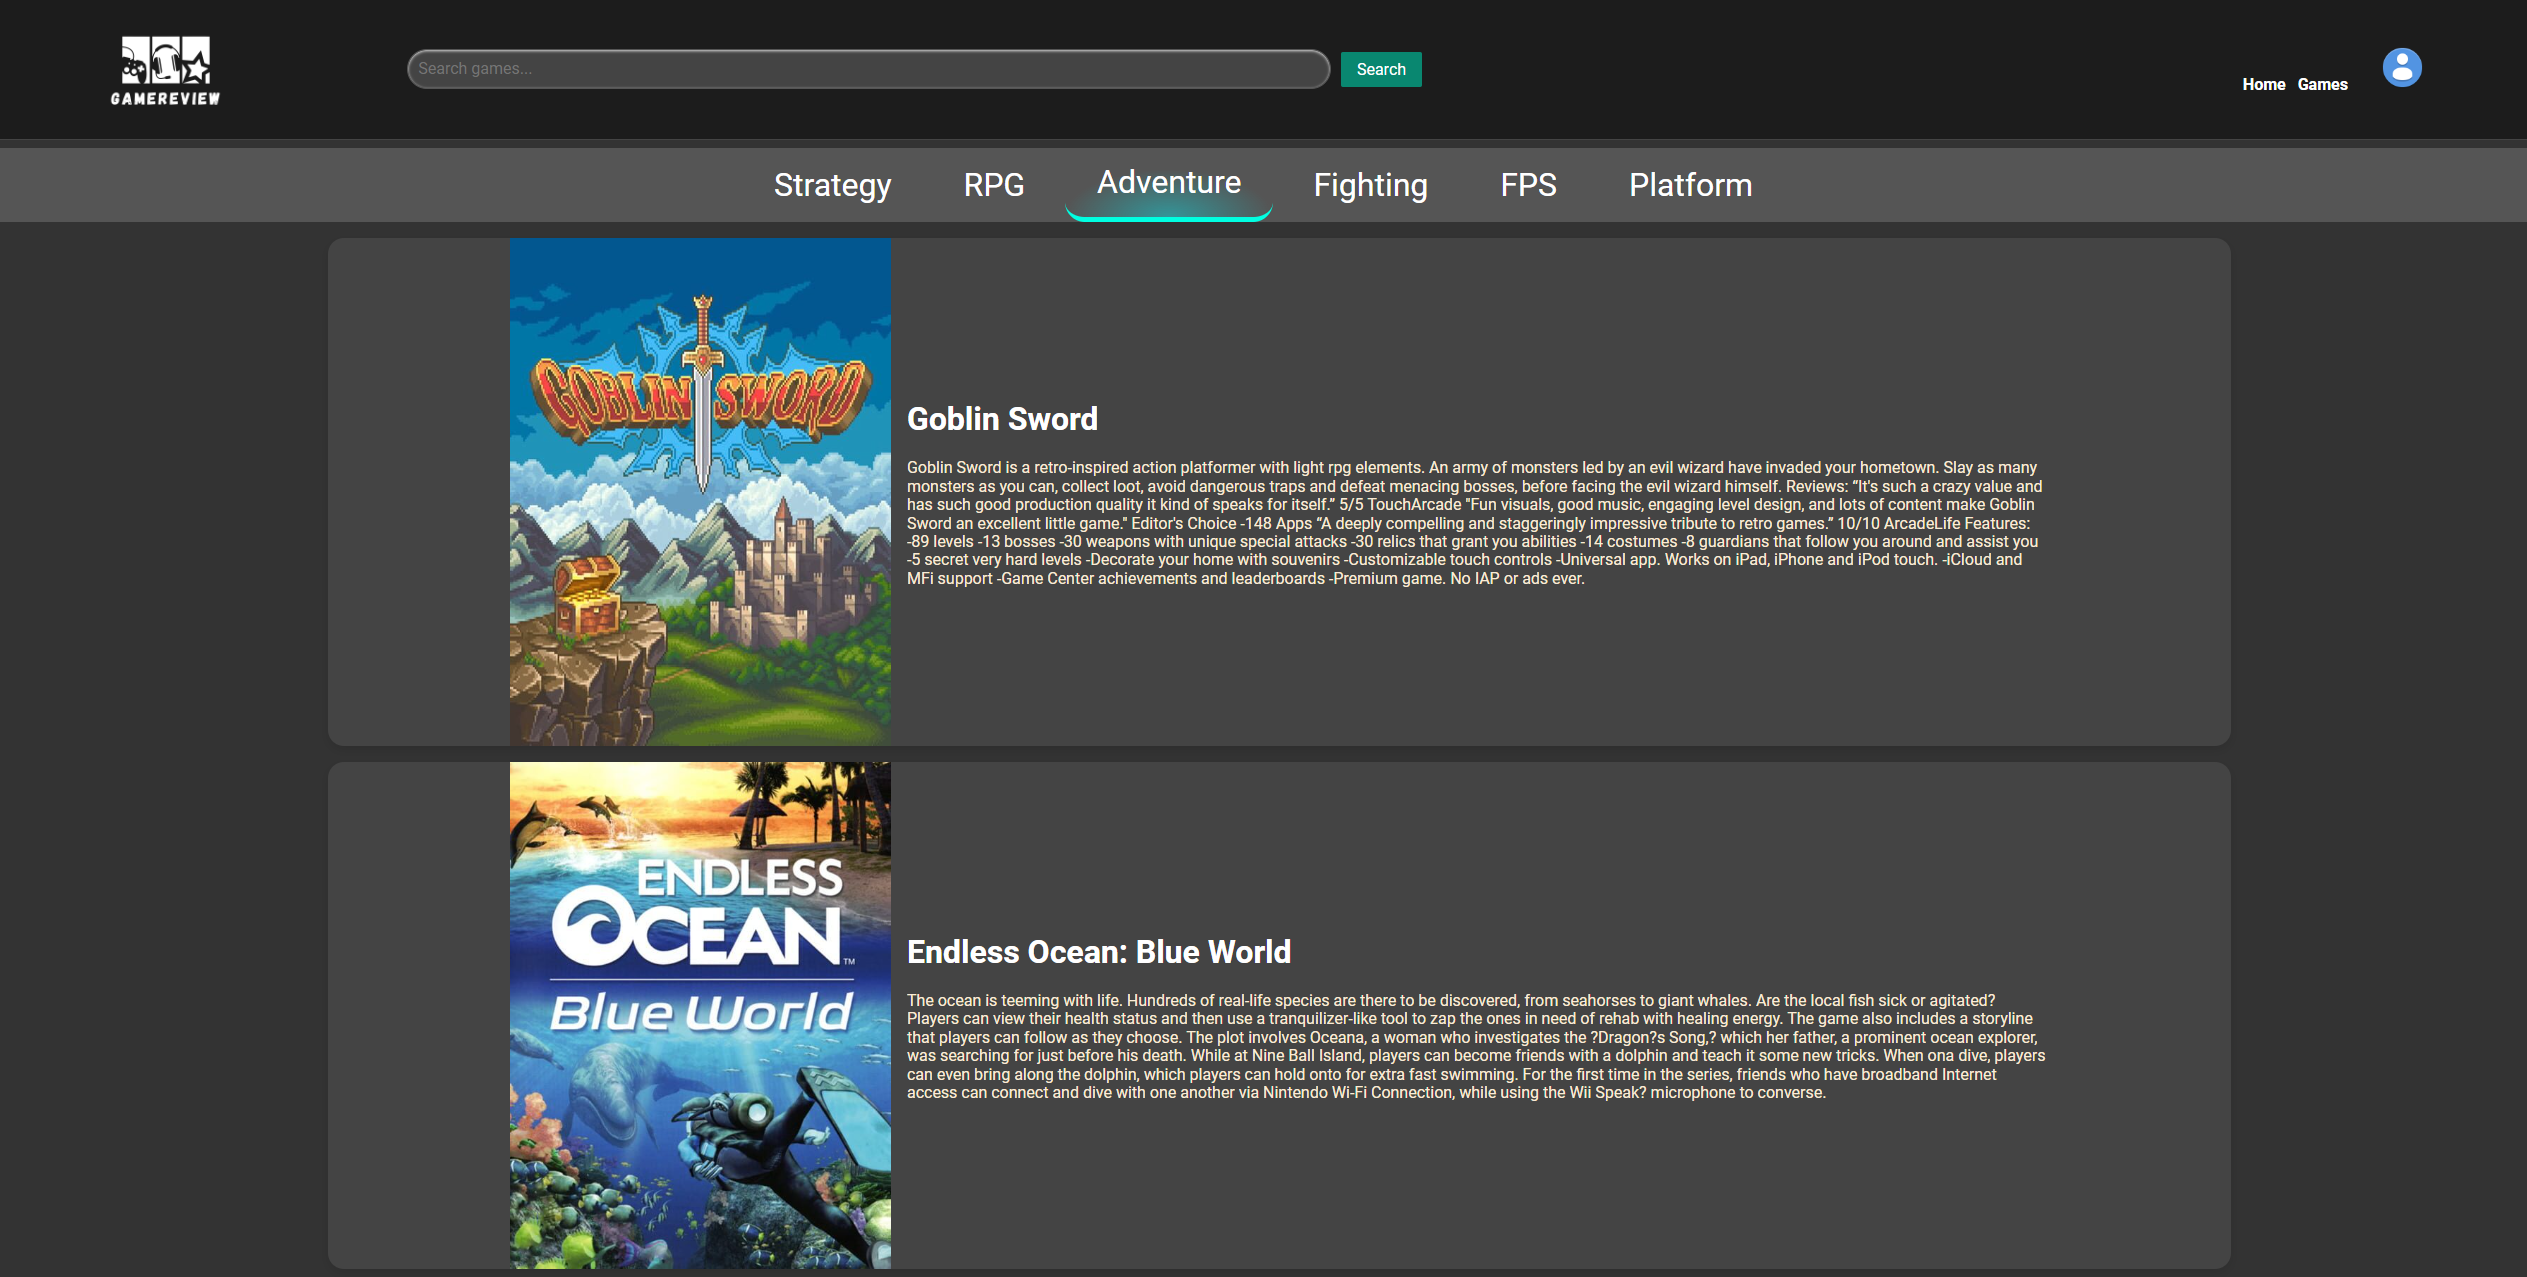 GAMEREVIEW
Search games...
Search
Home Games
Strategy RPG Adventure Fighting FPS Platform
GOBLIN SWORD
Goblin Sword
Goblin Sword is a retro-inspired action platformer with light rpg elements. An army of monsters led by an evil wizard have invaded your hometown. Slay as many
monsters as you can, collect loot, avoid dangerous traps and defeat menacing bosses, before facing the evil wizard himself. Reviews: “It's such a crazy value and
has such good production quality it kind of speaks for itself.” 5/5 TouchArcade "Fun visuals, good music, engaging level design, and lots of content make Goblin
Sword an excellent little game." Editor's Choice -148 Apps “A deeply compelling and staggeringly impressive tribute to retro games.” 10/10 ArcadeLife Features:
-89 levels -13 bosses -30 weapons with unique special attacks -30 relics that grant you abilities -14 costumes -8 guardians that follow you around and assist you
-5 secret very hard levels -Decorate your home with souvenirs -Customizable touch controls -Universal app. Works on iPad, iPhone and iPod touch. -iCloud and
MFi support -Game Center achievements and leaderboards -Premium game. No IAP or ads ever.
ENDLESS
OCEAN™
Blue World
Endless Ocean: Blue World
The ocean is teeming with life. Hundreds of real-life species are there to be discovered, from seahorses to giant whales. Are the local fish sick or agitated?
Players can view their health status and then use a tranquilizer-like tool to zap the ones in need of rehab with healing energy. The game also includes a storyline
that players can follow as they choose. The plot involves Oceana, a woman who investigates the ?Dragon?s Song,? which her father, a prominent ocean explorer,
was searching for just before his death. While at Nine Ball Island, players can become friends with a dolphin and teach it some new tricks. When ona dive, players
can even bring along the dolphin, which players can hold onto for extra fast swimming. For the first time in the series, friends who have broadband Internet
access can connect and dive with one another via Nintendo Wi-Fi Connection, while using the Wii Speak? microphone to converse.